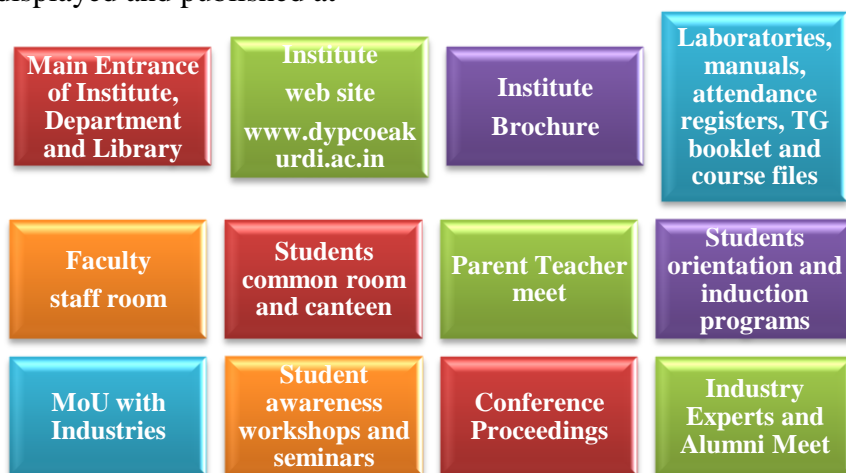 displayed and published at
Main Entrance
of Institute,
Department
and Library
Institute
web site
www.dypcoeak
urdi.ac.in
Institute
Brochure
Laboratories,
manuals,
attendance
registers, TG
booklet and
course files
Faculty
staff room
Students
common room
and canteen
Parent Teacher
meet
Students
orientation and
induction
programs
MoU with
Industries
Student
awareness
workshops and
seminars
Conference
Proceedings
Industry
Experts and
Alumni Meet